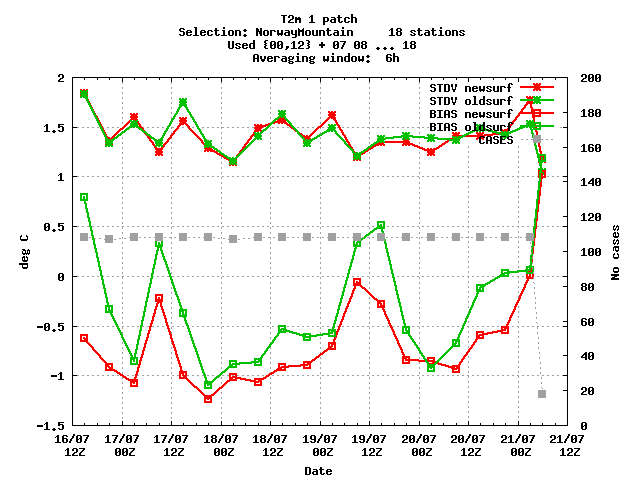 T2m 1 patch
Selection: NorwayMountain 18 stations
Used {00,12} + 07 08 ... 18
Averaging window: 6h
STDV newsurf
STDV oldsurf
BIAS newsurf
BIAS oldsurf
CASES
2
1.5
1
0.5
0
-0.5
-1
-1.5
deg C
200
180
160
140
120
100
80
60
40
20
0
No cases
16/07 17/07 17/07 18/07 18/07 19/07 19/07 20/07 20/07 21/07 21/07
12Z 00Z 12Z 00Z 12Z 00Z 12Z 00Z 12Z 00Z 12Z
Date